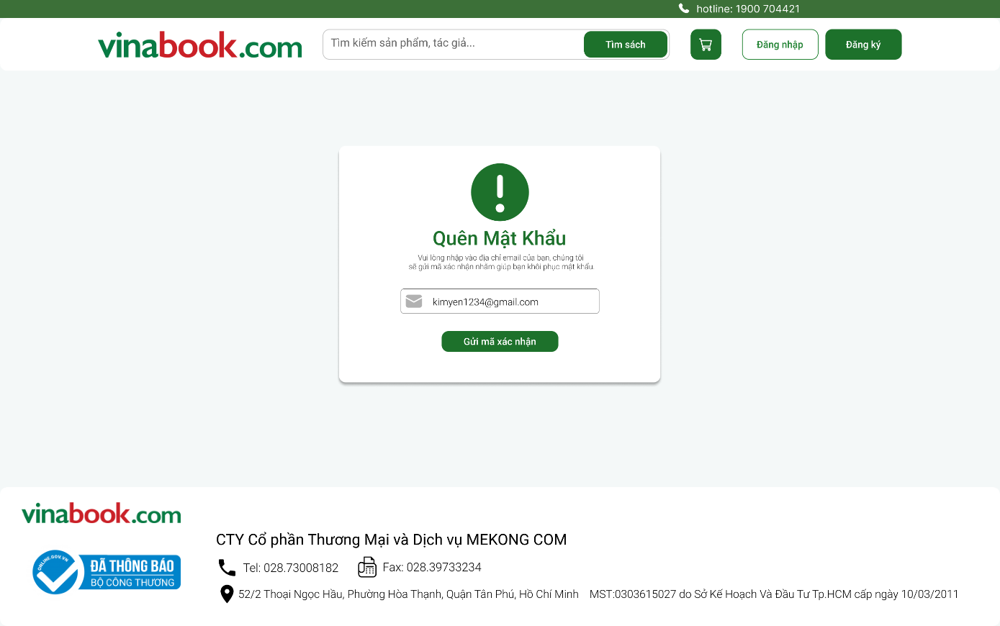 hotline: 1900 704421
vinabook.com
Tìm kiếm sản phẩm, tác giả...
Tìm sách
Đăng nhập
Đăng ký
Quên Mật Khẩu
Vui lòng nhập vào địa chỉ email của bạn, chúng tôi
sẽ gửi mã xác nhận nhằm giúp bạn khôi phục mật khẩu.
kimyen1234@gmail.com
Gửi mã xác nhận
vinabook.com
ONLINE.GOV.VN
ĐÃ THÔNG BÁO
BỘ CÔNG THƯƠNG
CTY Cổ phần Thương Mại và Dịch vụ MEKONG COM
Tel: 028.73008182
Fax: 028.39733234
52/2 Thoại Ngọc Hầu, Phường Hòa Thạnh, Quận Tân Phú, Hồ Chí Minh MST:0303615027 do Sở Kế Hoạch Và Đầu Tư Tp.HCM cấp ngày 10/03/2011